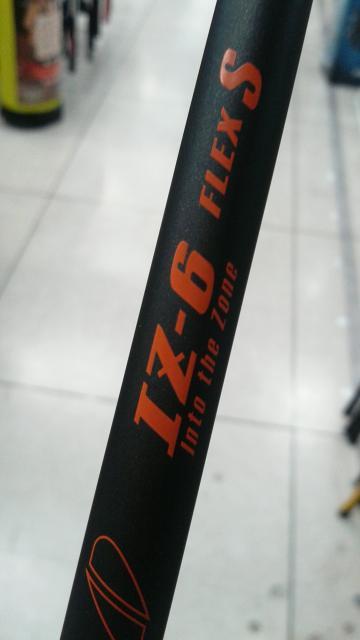 IZ-6 FLEX S
Into the Zone